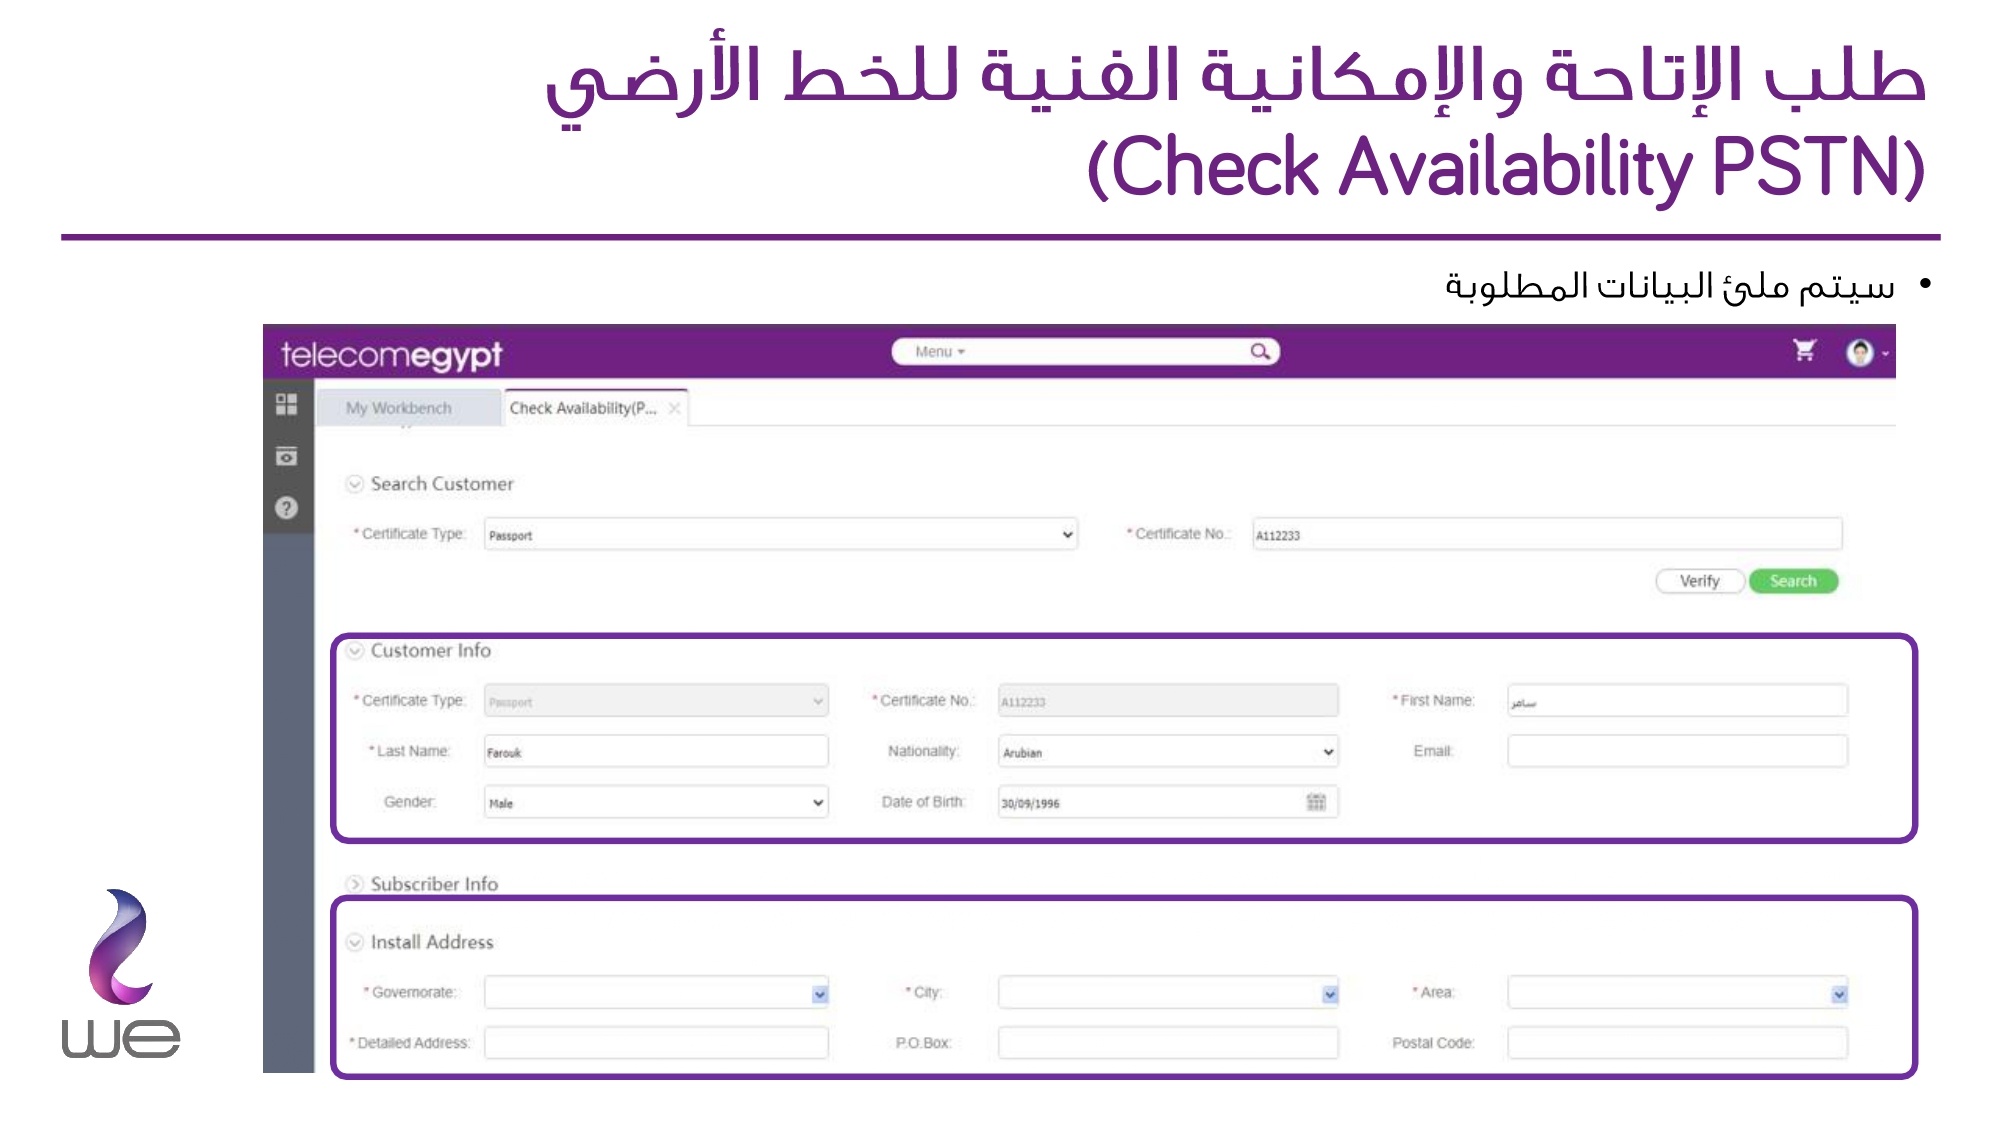 طلب الإتاحة والإمكانية الفنية للخط الأرضي
(Check Availability PSTN)
• سيتم ملئ البيانات المطلوبة
telecomegypt Menu
My Workbench Check Availability(P... ×
Search Customer
* Certificate Type: Passport * Certificate No.: A112233
Verify Search
Customer Info
* Certificate Type: Passport * Certificate No.: A112233 * First Name: سامر
* Last Name: Farouk Nationality: Arubian Email:
Gender: Male Date of Birth: 30/09/1996
Subscriber Info
Install Address
* Governorate: * City: * Area:
* Detailed Address: P.O.Box: Postal Code:
we